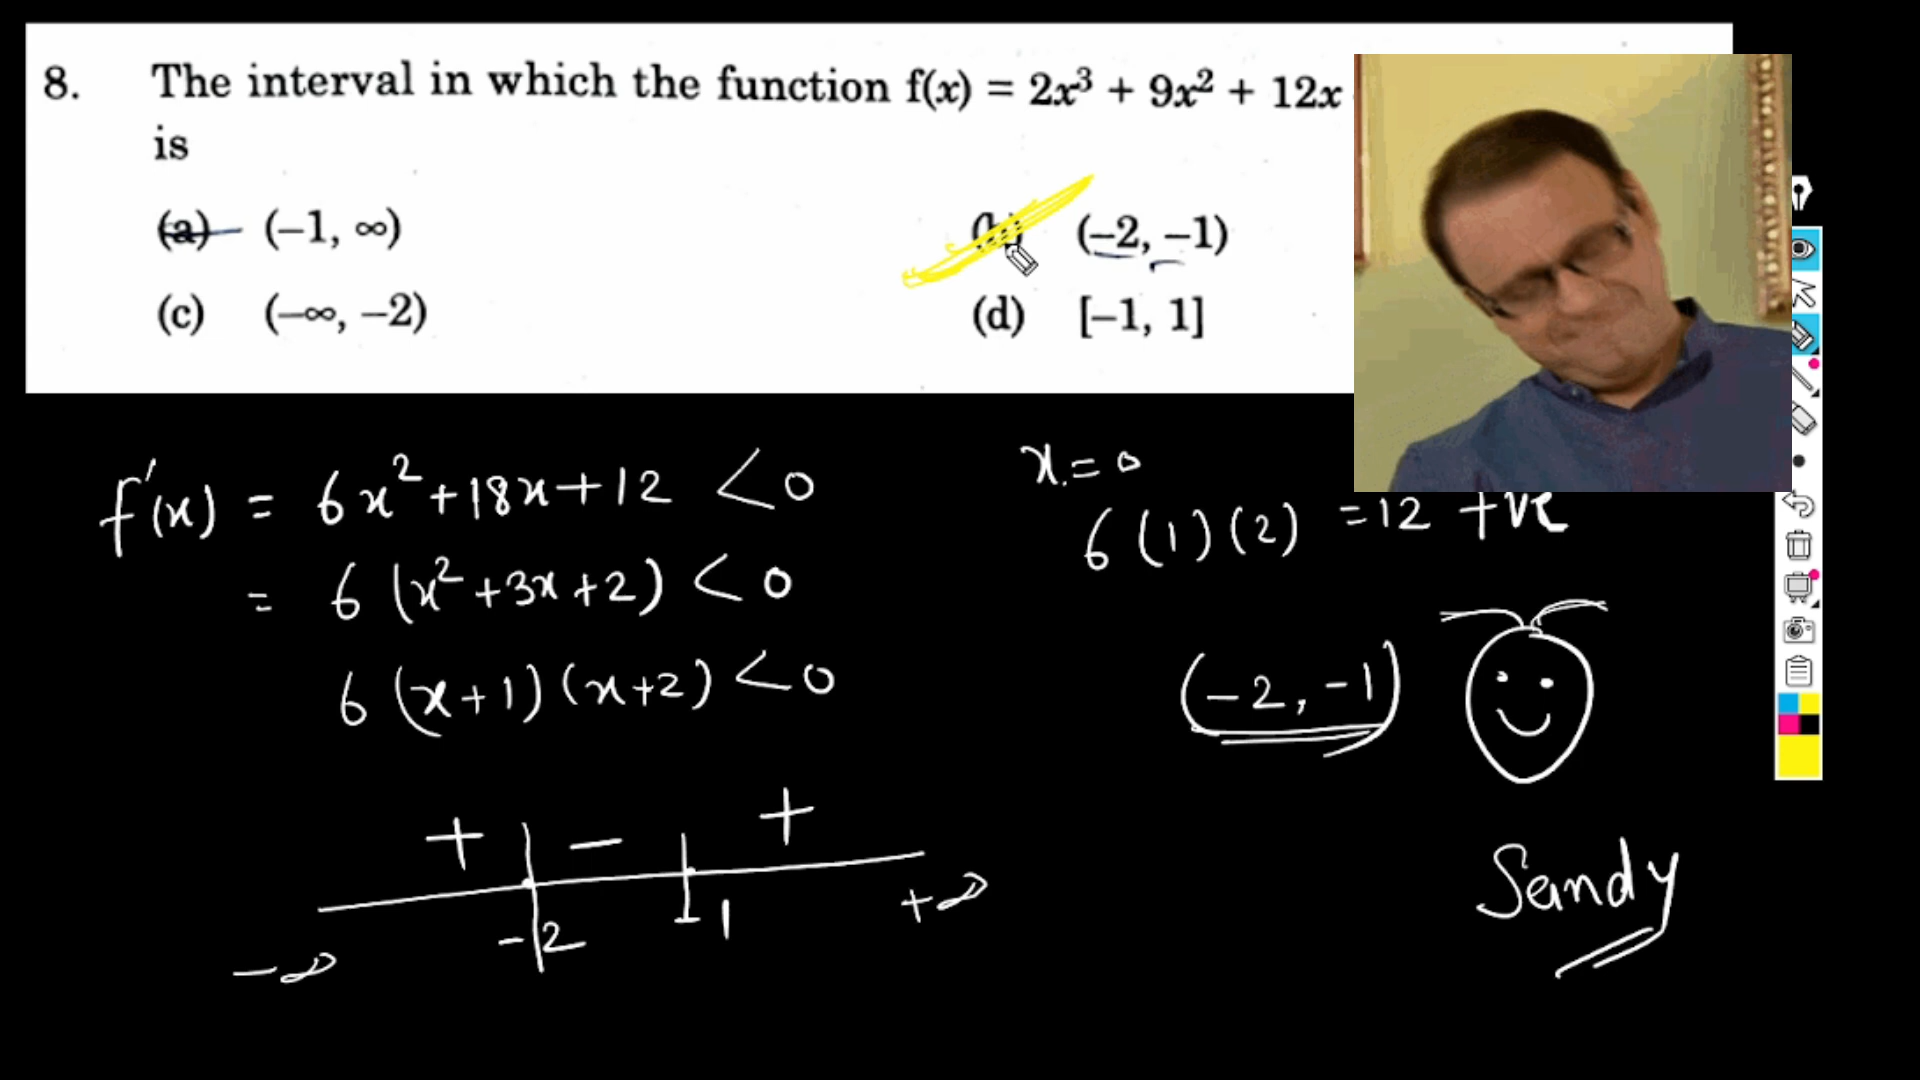 8. The interval in which the function f(x) = 2x³ + 9x² + 12x
is
(a) (–1, ∞)
(b) (–2, –1)
(c) (–∞, –2)
(d) [–1, 1]
f'(x) = 6x²+18x+12 <0
= 6 (x²+3x+2) <0
6 (x+1)(x+2) <0
x=0
6(1)(2) =12 +ve
(-2,-1)
+ - +
-∞ -2 -1 +∞
Sandy